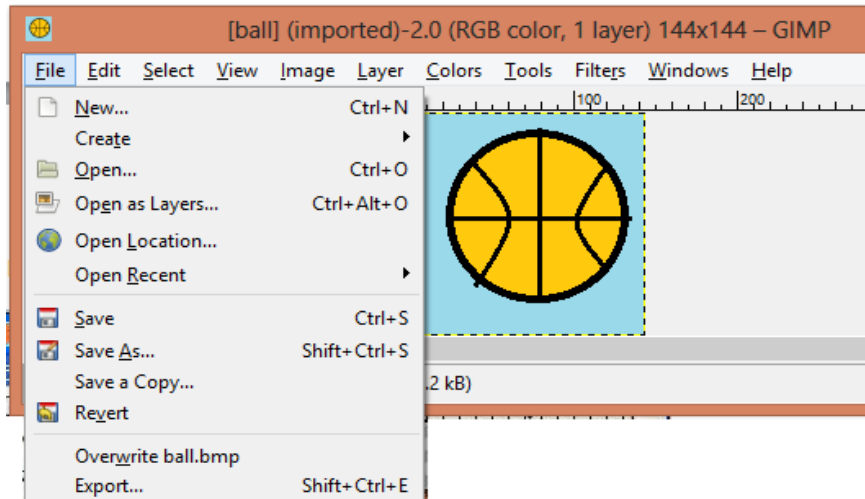 [ball] (imported)-2.0 (RGB color, 1 layer) 144x144 – GIMP
File Edit Select View Image Layer Colors Tools Filters Windows Help
100 200
New... Ctrl+N
Create
Open... Ctrl+O
Open as Layers... Ctrl+Alt+O
Open Location...
Open Recent
Save Ctrl+S
Save As... Shift+Ctrl+S
Save a Copy...
.2 kB)
Revert
Overwrite ball.bmp
Export... Shift+Ctrl+E